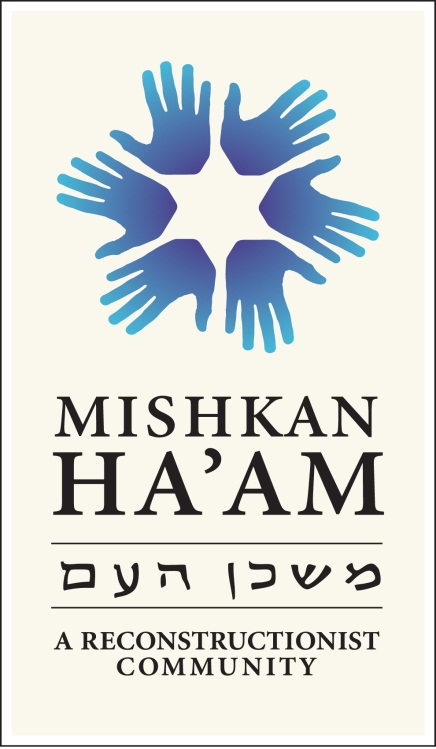 MISHKAN
HA’AM
משכן העם
A RECONSTRUCTIONIST
COMMUNITY